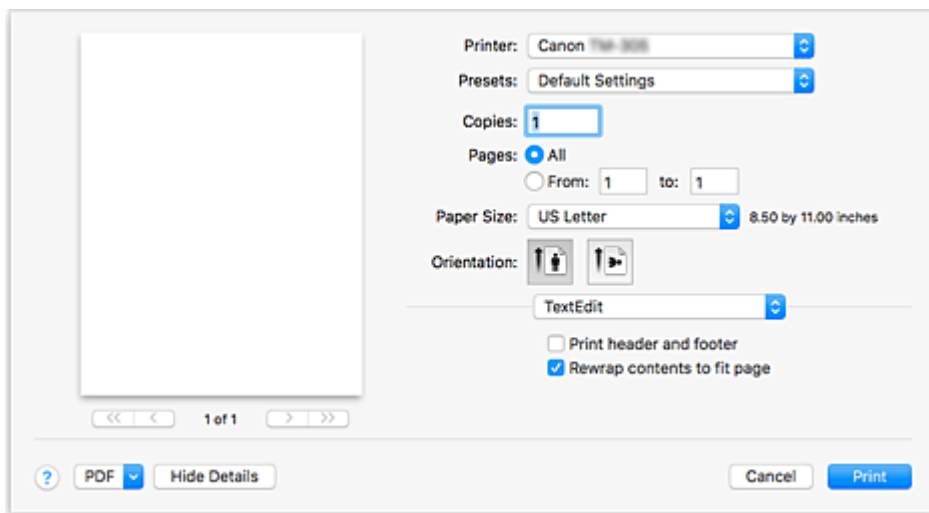 Printer: Canon
Presets: Default Settings
Copies: 1
Pages: All
From: 1 to: 1
Paper Size: US Letter 8.50 by 11.00 inches
Orientation:
TextEdit
Print header and footer
Rewrap contents to fit page
<< < 1 of 1 > >>
? PDF Hide Details Cancel Print